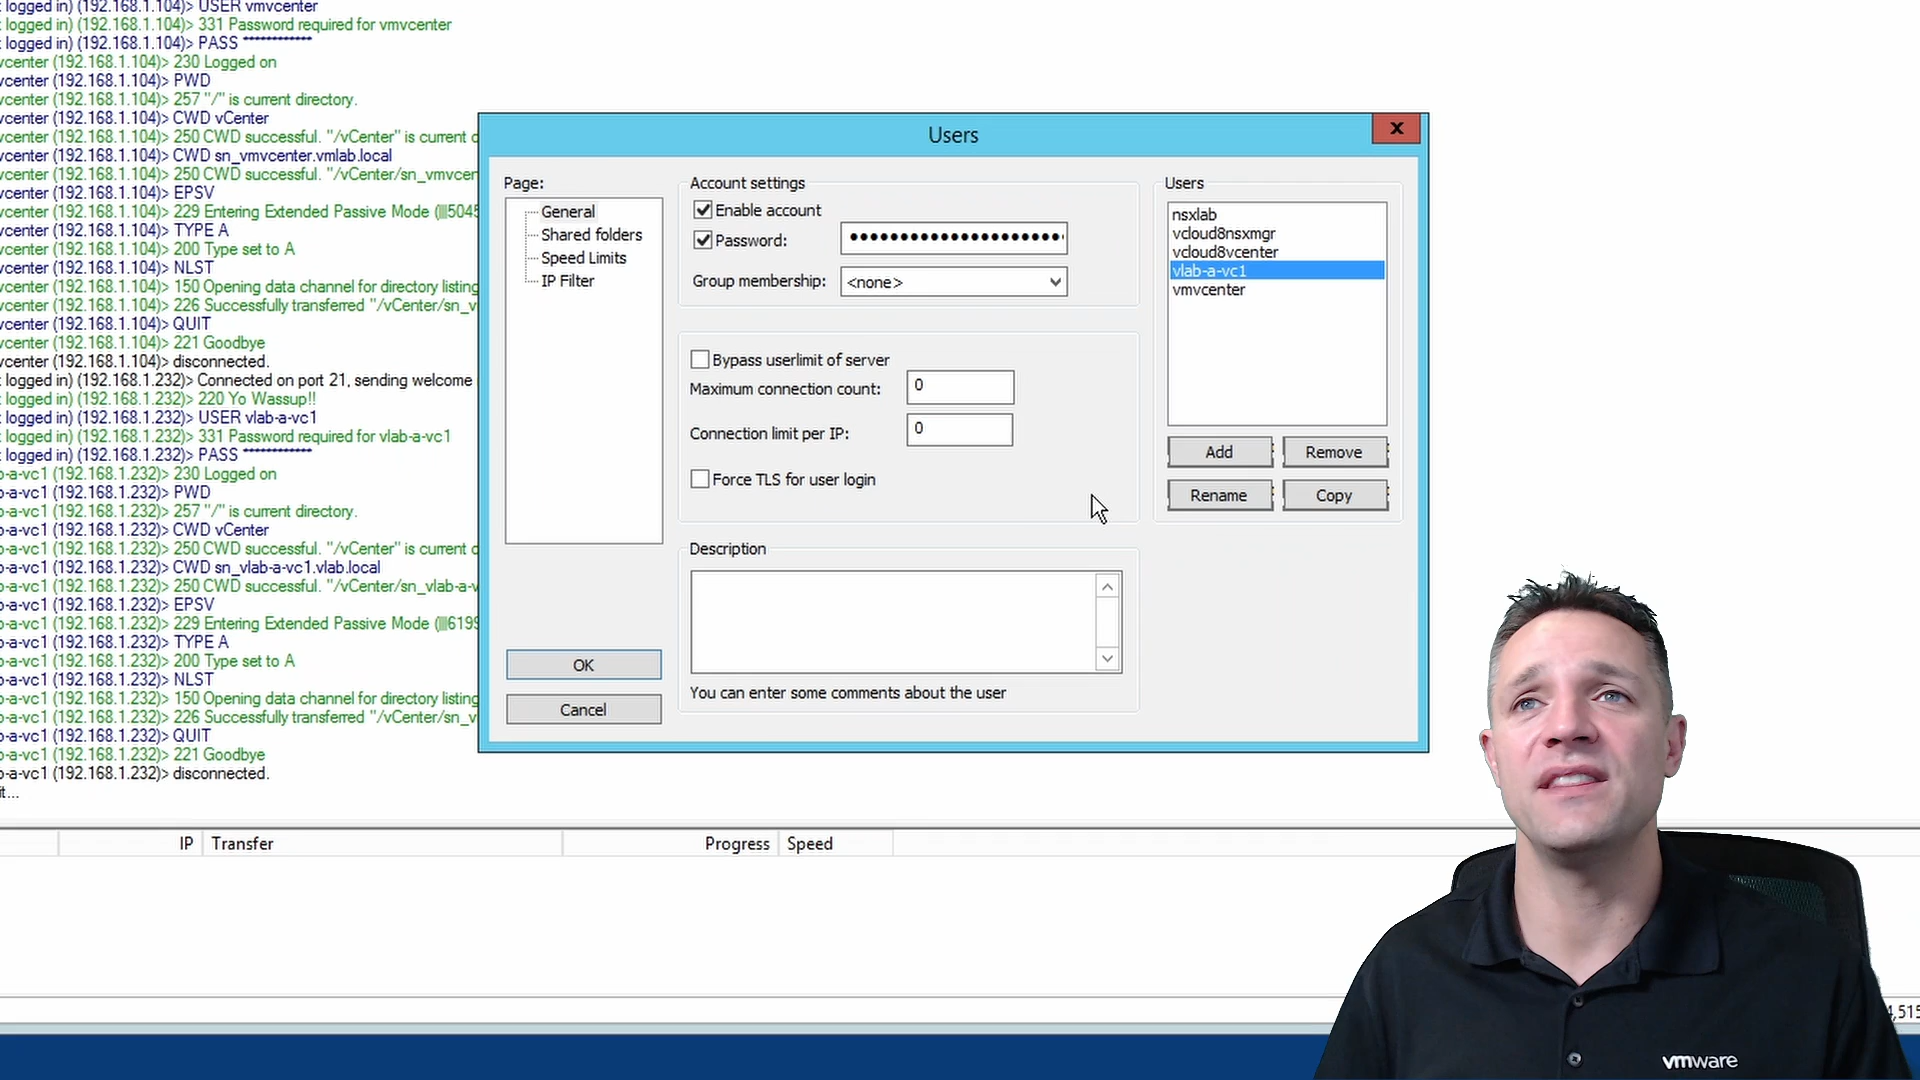 logged in) (192.168.1.104)> USER vmvcenter
logged in) (192.168.1.104)> 331 Password required for vmvcenter
logged in) (192.168.1.104)> PASS ************
vcenter (192.168.1.104)> 230 Logged on
vcenter (192.168.1.104)> PWD
vcenter (192.168.1.104)> 257 "/" is current directory.
vcenter (192.168.1.104)> CWD vCenter
vcenter (192.168.1.104)> 250 CWD successful. "/vCenter" is current
vcenter (192.168.1.104)> CWD sn_vmvcenter.vmlab.local
vcenter (192.168.1.104)> 250 CWD successful. "/vCenter/sn_vmvcen
vcenter (192.168.1.104)> EPSV
vcenter (192.168.1.104)> 229 Entering Extended Passive Mode (|||5045
vcenter (192.168.1.104)> TYPE A
vcenter (192.168.1.104)> 200 Type set to A
vcenter (192.168.1.104)> NLST
vcenter (192.168.1.104)> 150 Opening data channel for directory listing
vcenter (192.168.1.104)> 226 Successfully transferred "/vCenter/sn_v
vcenter (192.168.1.104)> QUIT
vcenter (192.168.1.104)> 221 Goodbye
vcenter (192.168.1.104)> disconnected.
logged in) (192.168.1.232)> Connected on port 21, sending welcome
logged in) (192.168.1.232)> 220 Yo Wassup!!
logged in) (192.168.1.232)> USER vlab-a-vc1
logged in) (192.168.1.232)> 331 Password required for vlab-a-vc1
logged in) (192.168.1.232)> PASS ************
b-a-vc1 (192.168.1.232)> 230 Logged on
b-a-vc1 (192.168.1.232)> PWD
b-a-vc1 (192.168.1.232)> 257 "/" is current directory.
b-a-vc1 (192.168.1.232)> CWD vCenter
b-a-vc1 (192.168.1.232)> 250 CWD successful. "/vCenter" is current
b-a-vc1 (192.168.1.232)> CWD sn_vlab-a-vc1.vlab.local
b-a-vc1 (192.168.1.232)> 250 CWD successful. "/vCenter/sn_vlab-a-v
b-a-vc1 (192.168.1.232)> EPSV
b-a-vc1 (192.168.1.232)> 229 Entering Extended Passive Mode (|||6199
b-a-vc1 (192.168.1.232)> TYPE A
b-a-vc1 (192.168.1.232)> 200 Type set to A
b-a-vc1 (192.168.1.232)> NLST
b-a-vc1 (192.168.1.232)> 150 Opening data channel for directory listing
b-a-vc1 (192.168.1.232)> 226 Successfully transferred "/vCenter/sn_v
b-a-vc1 (192.168.1.232)> QUIT
b-a-vc1 (192.168.1.232)> 221 Goodbye
b-a-vc1 (192.168.1.232)> disconnected.
it...
Users
X
Page:
General
Shared folders
Speed Limits
IP Filter
OK
Cancel
Account settings
Enable account
Password:
Group membership: <none>
Bypass userlimit of server
Maximum connection count: 0
Connection limit per IP: 0
Force TLS for user login
Description
You can enter some comments about the user
Users
nsxlab
vcloud8nsxmgr
vcloud8vcenter
vlab-a-vc1
vmvcenter
Add Remove
Rename Copy
IP Transfer Progress Speed
,515
vmware